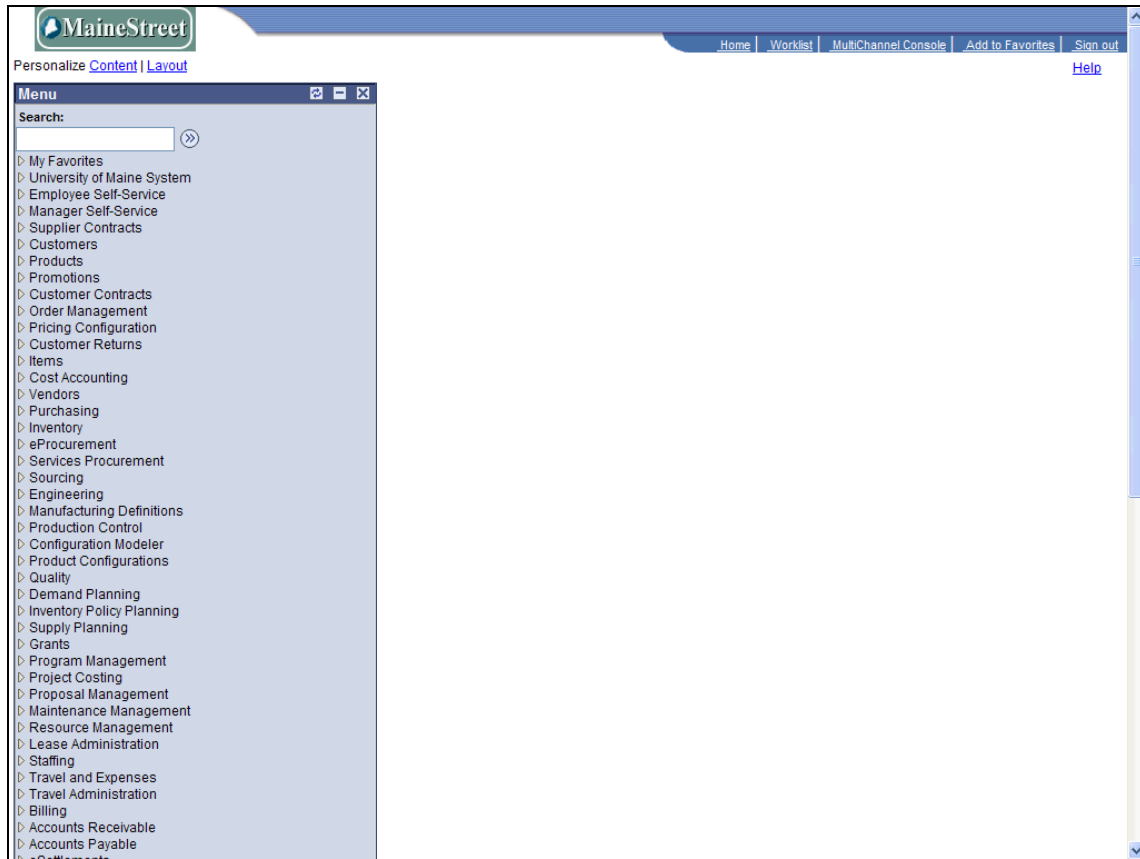 MaineStreet
Home Worklist MultiChannel Console Add to Favorites Sign out
Personalize Content | Layout
Help
Menu
Search:
My Favorites
University of Maine System
Employee Self-Service
Manager Self-Service
Supplier Contracts
Customers
Products
Promotions
Customer Contracts
Order Management
Pricing Configuration
Customer Returns
Items
Cost Accounting
Vendors
Purchasing
Inventory
eProcurement
Services Procurement
Sourcing
Engineering
Manufacturing Definitions
Production Control
Configuration Modeler
Product Configurations
Quality
Demand Planning
Inventory Policy Planning
Supply Planning
Grants
Program Management
Project Costing
Proposal Management
Maintenance Management
Resource Management
Lease Administration
Staffing
Travel and Expenses
Travel Administration
Billing
Accounts Receivable
Accounts Payable